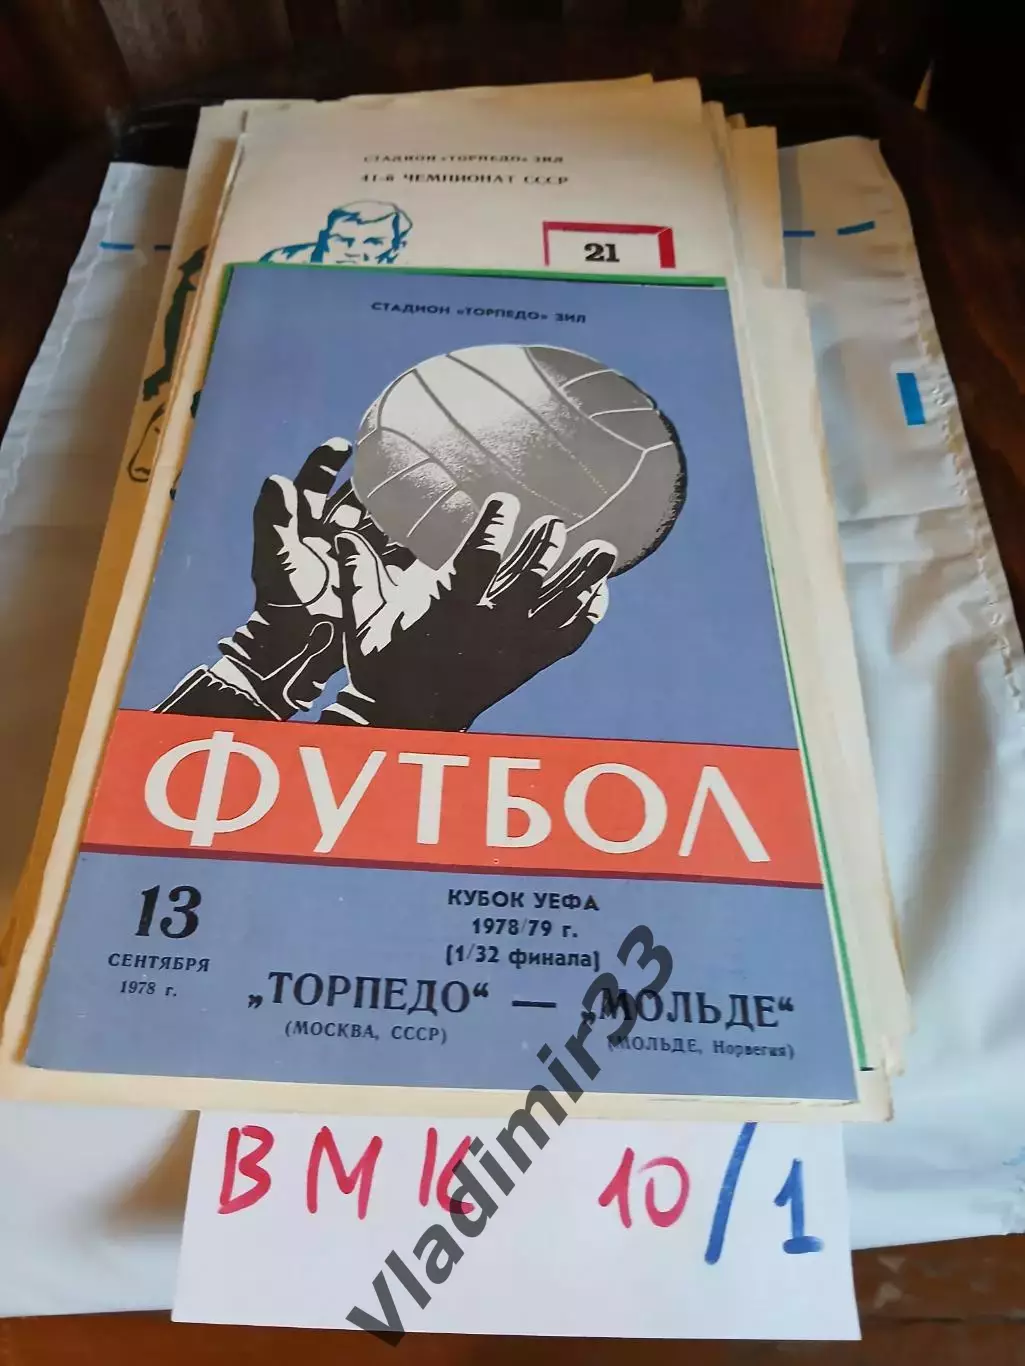 СТАДИОН «ТОРПЕДО» ЗИЛ
41-й ЧЕМПИОНАТ СССР
21
СТАДИОН «ТОРПЕДО» ЗИЛ
ФУТБОЛ
13
СЕНТЯБРЯ
1978 г.
КУБОК УЕФА
1978/79 г.
(1/32 финала)
„ТОРПЕДО“ — „МОЛЬДЕ“
(МОСКВА, СССР)
(МОЛЬДЕ, Норвегия)
ВМК 10/1
vladimir33